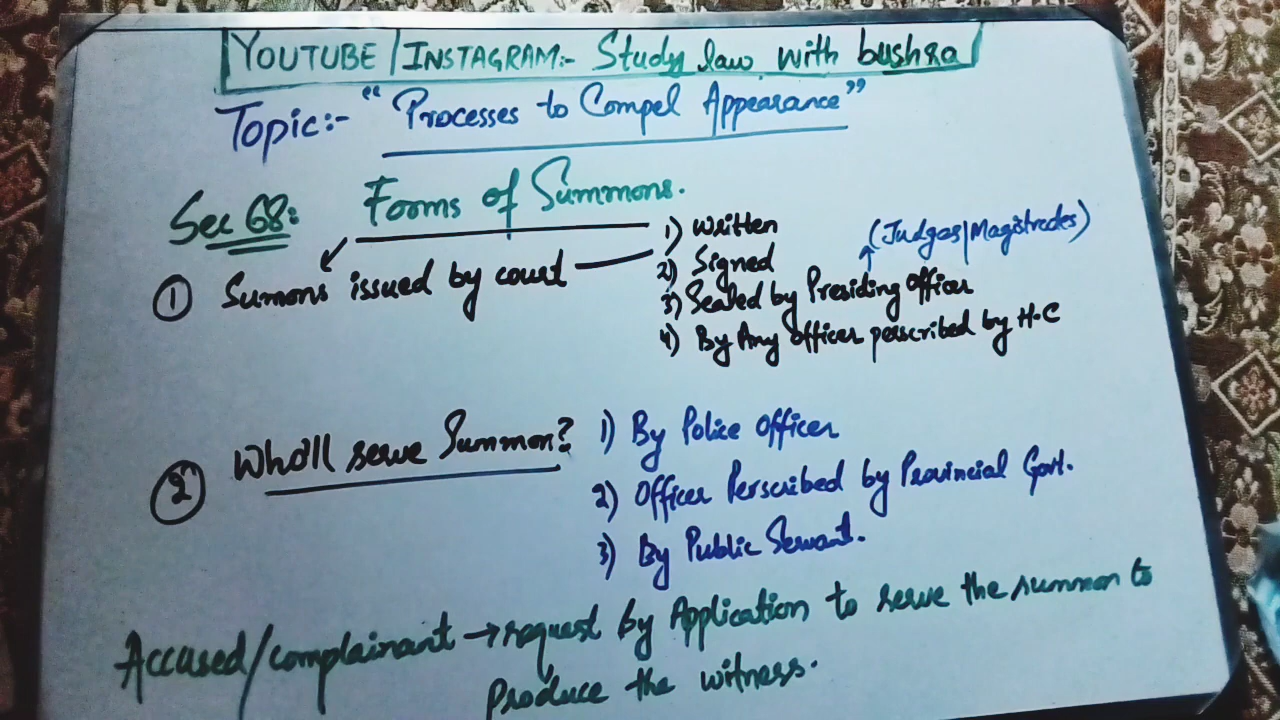 YOUTUBE/INSTAGRAM:- Study law with bushra
Topic:- "Processes to Compel Appearance"
Sec 68: Forms of Summons.
① Sumons issued by court
1) Written
2) Signed
(Judges/Magistrates)
3) Sealed by Presiding Officer
4) By Any officer perscribed by H.C
② Who'll serve Summon?
1) By Police Officer
2) Officer Perscribed by Provincial Govt.
3) By Public Servant.
Accused/complainant → request by Application to serve the summon to
Produce the witness.